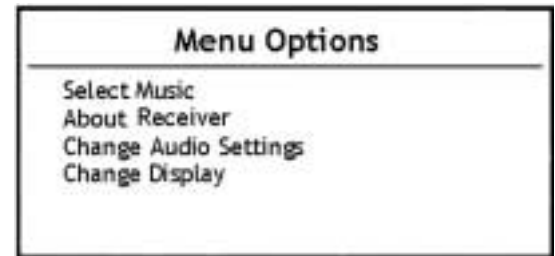 Menu Options
Select Music
About Receiver
Change Audio Settings
Change Display